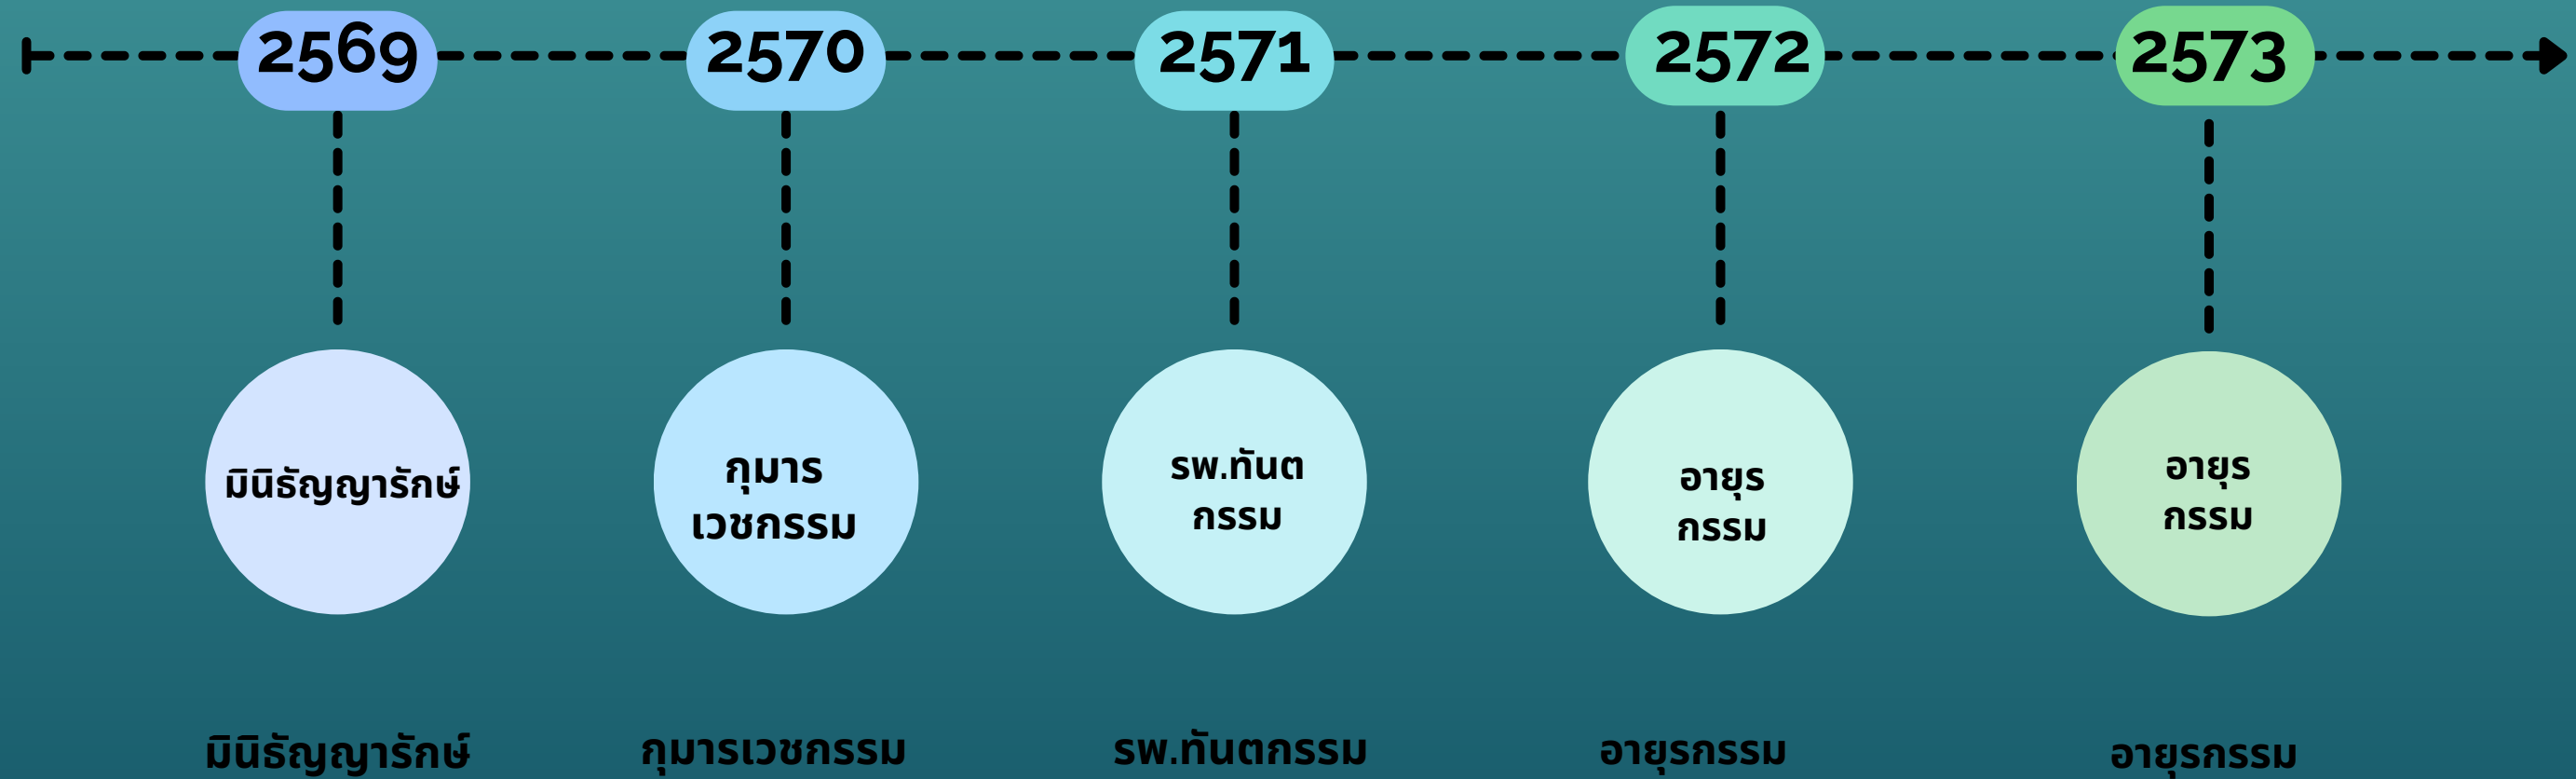 2569
2570
2571
2572
2573
มินิธัญญารักษ์
กุมาร
เวชกรรม
รพ.ทันต
กรรม
อายุร
กรรม
อายุร
กรรม
มินิธัญญารักษ์
กุมารเวชกรรม
รพ.ทันตกรรม
อายุรกรรม
อายุรกรรม